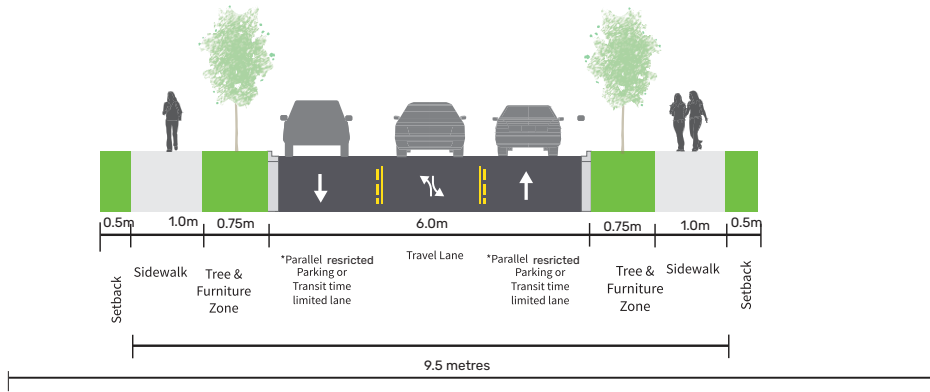 0.5m
1.0m
0.75m
6.0m
0.75m
1.0m
0.5m
Setback
Sidewalk
Tree &
Furniture
Zone
*Parallel resricted
Parking or
Transit time
limited lane
Travel Lane
*Parallel resricted
Parking or
Transit time
limited lane
Tree &
Furniture
Zone
Sidewalk
Setback
9.5 metres